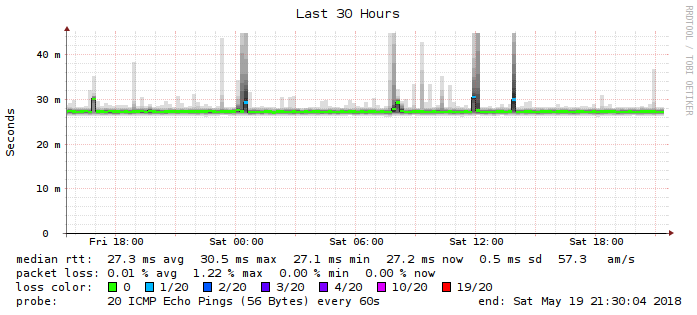 Last 30 Hours
RRDTOOL / TOBI OETIKER
Seconds
40 m
30 m
20 m
10 m
0
Fri 18:00 Sat 00:00 Sat 06:00 Sat 12:00 Sat 18:00
median rtt: 27.3 ms avg 30.5 ms max 27.1 ms min 27.2 ms now 0.5 ms sd 57.3 am/s
packet loss: 0.01 % avg 1.22 % max 0.00 % min 0.00 % now
loss color: 0 1/20 2/20 3/20 4/20 10/20 19/20
probe: 20 ICMP Echo Pings (56 Bytes) every 60s end: Sat May 19 21:30:04 2018